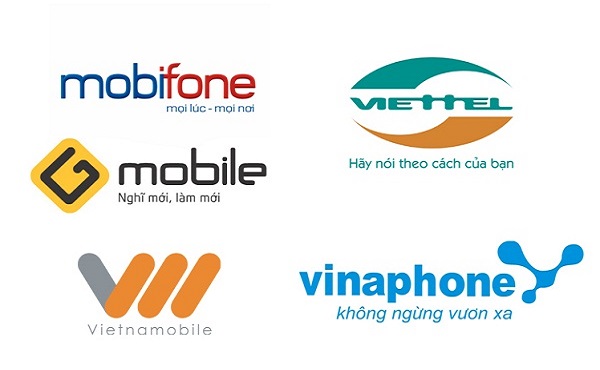 mobifone
mọi lúc - mọi nơi
VIETTEL
Hãy nói theo cách của bạn
G mobile
Nghĩ mới, làm mới
Vietnamobile
vinaphone
không ngừng vươn xa